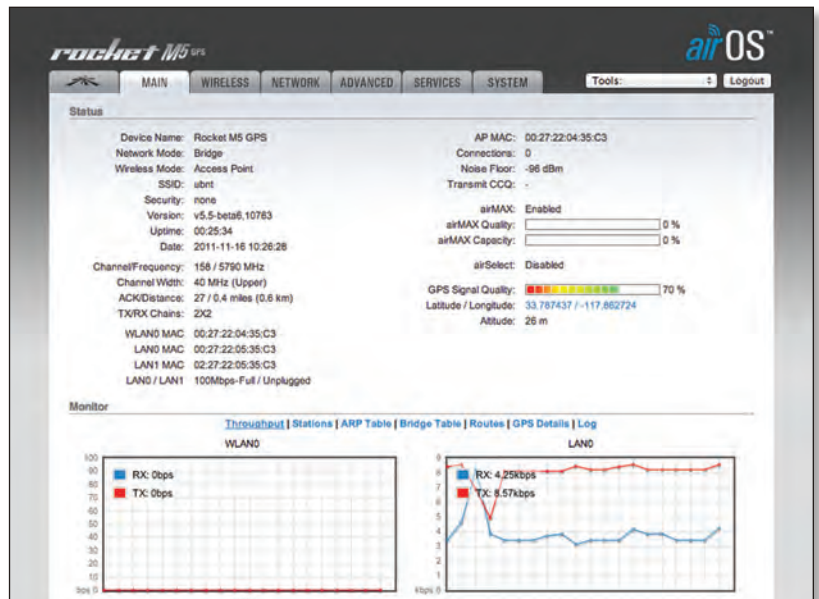 rocket M5 GPS
airOS™
MAIN WIRELESS NETWORK ADVANCED SERVICES SYSTEM Tools: Logout
Status
Device Name: Rocket M5 GPS
Network Mode: Bridge
Wireless Mode: Access Point
SSID: ubnt
Security: none
Version: v5.5-beta6.10763
Uptime: 00:25:34
Date: 2011-11-16 10:26:28
Channel/Frequency: 158 / 5790 MHz
Channel Width: 40 MHz (Upper)
ACK/Distance: 27 / 0.4 miles (0.6 km)
TX/RX Chains: 2X2
WLAN0 MAC 00:27:22:04:35:C3
LAN0 MAC 00:27:22:05:35:C3
LAN1 MAC 02:27:22:05:35:C3
LAN0 / LAN1 100Mbps-Full / Unplugged
AP MAC: 00:27:22:04:35:C3
Connections: 0
Noise Floor: -96 dBm
Transmit CCQ: -
airMAX: Enabled
airMAX Quality: 0 %
airMAX Capacity: 0 %
airSelect: Disabled
GPS Signal Quality: 70 %
Latitude / Longitude: 33.787437 / -117.862724
Altitude: 26 m
Monitor
Throughput | Stations | ARP Table | Bridge Table | Routes | GPS Details | Log
WLAN0
100
90
80
70
60
50
40
30
20
10
bps 0
RX: 0bps
TX: 0bps
LAN0
9
8
7
6
5
4
3
2
1
kbps 0
RX: 4.25kbps
TX: 8.57kbps